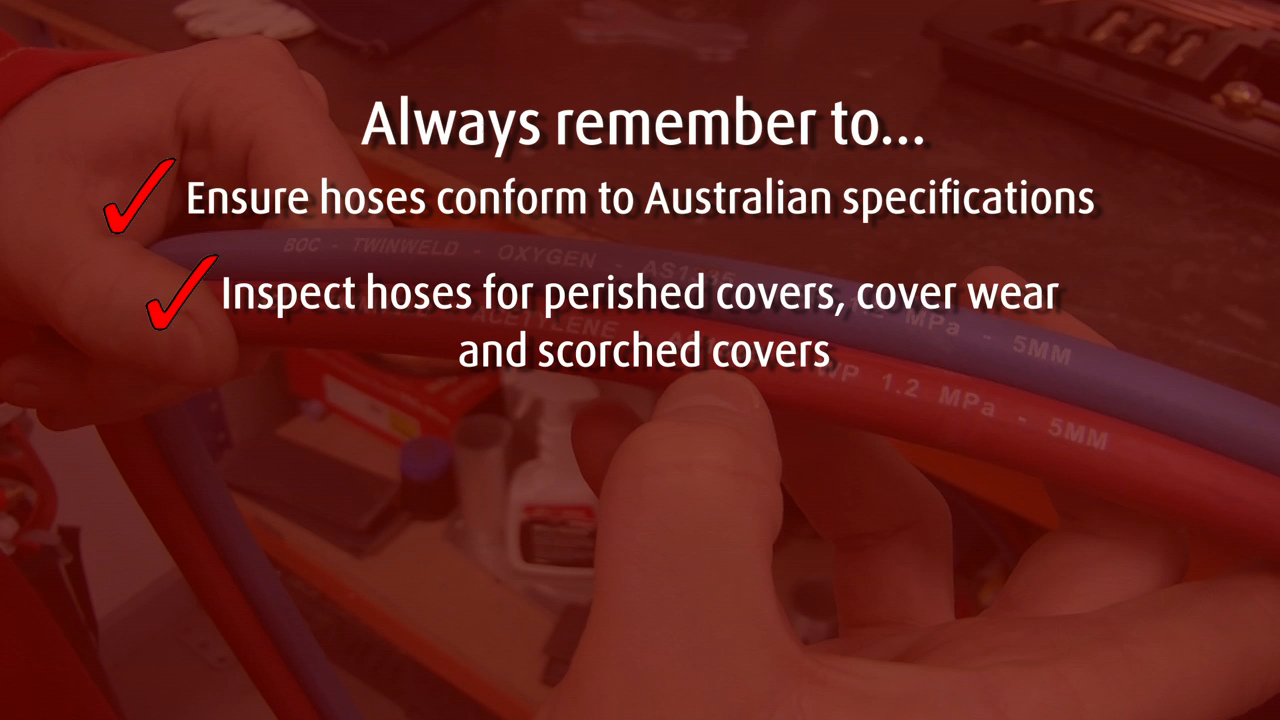 Always remember to...
Ensure hoses conform to Australian specifications
BOC - TWINWELD - OXYGEN -
Inspect hoses for perished covers, cover wear
and scorched covers
MPa - 5MM
ACETYLENE -
WP 1.2 MPa - 5MM